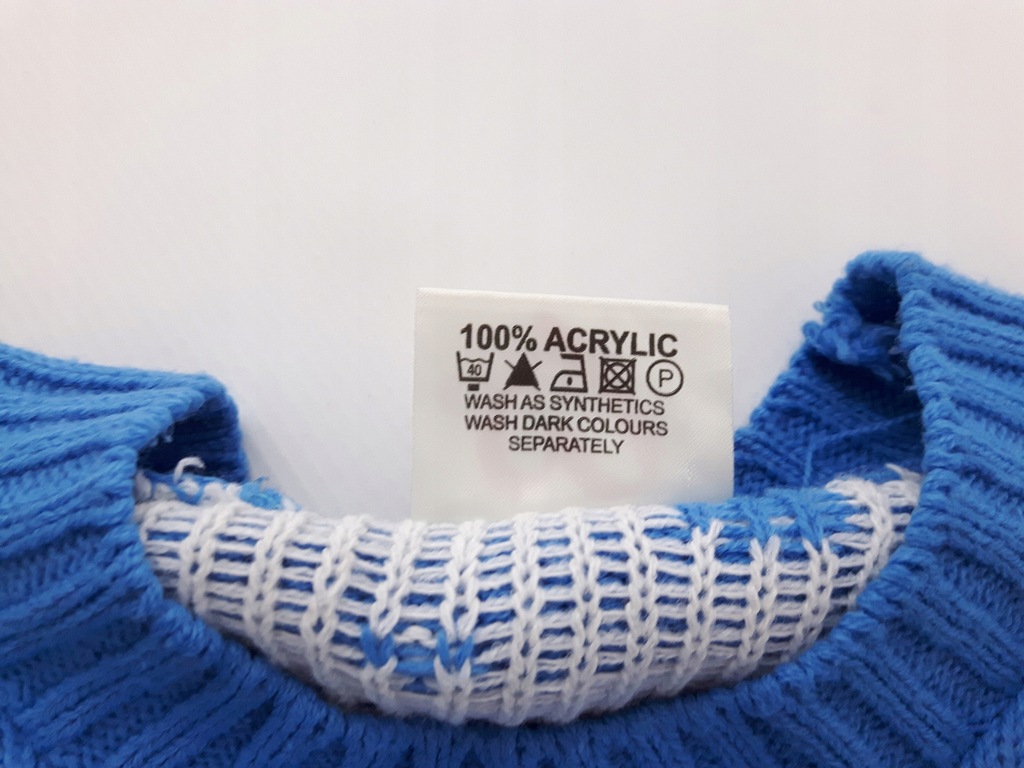 100% ACRYLIC
40 P
WASH AS SYNTHETICS
WASH DARK COLOURS
SEPARATELY